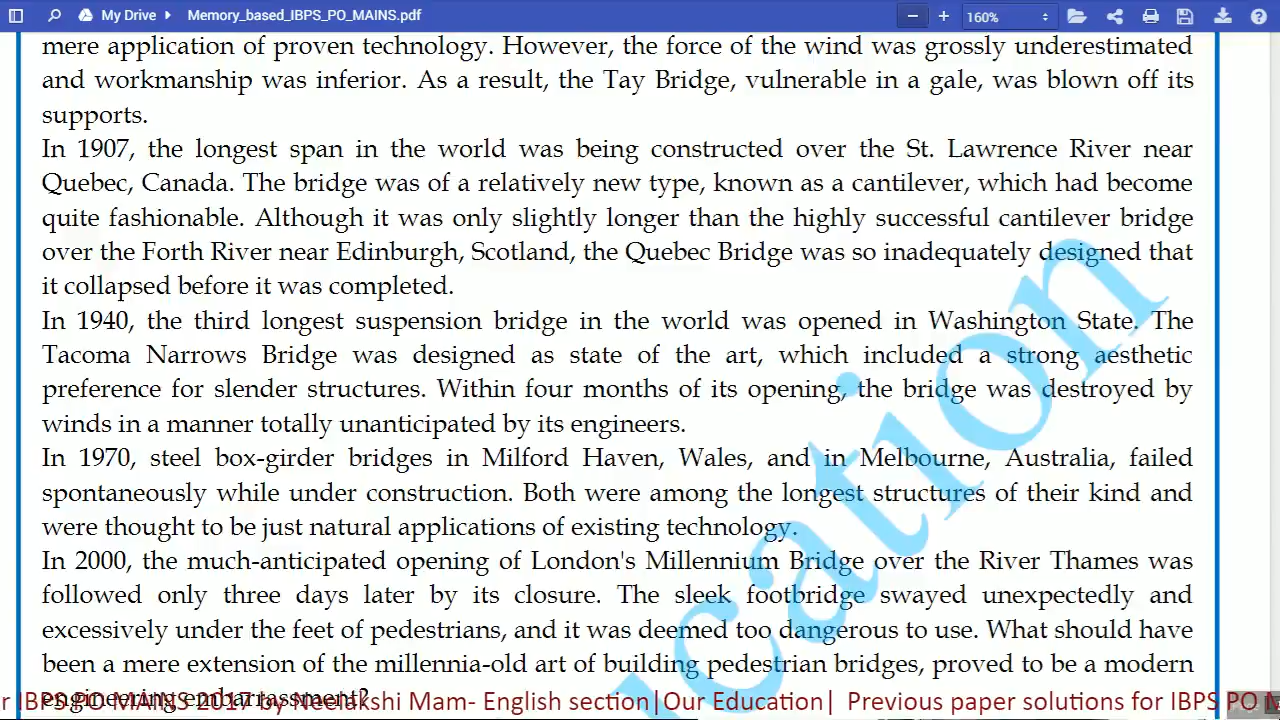 My Drive
Memory_based_IBPS_PO_MAINS.pdf
160%
mere application of proven technology. However, the force of the wind was grossly underestimated
and workmanship was inferior. As a result, the Tay Bridge, vulnerable in a gale, was blown off its
supports.
In 1907, the longest span in the world was being constructed over the St. Lawrence River near
Quebec, Canada. The bridge was of a relatively new type, known as a cantilever, which had become
quite fashionable. Although it was only slightly longer than the highly successful cantilever bridge
over the Forth River near Edinburgh, Scotland, the Quebec Bridge was so inadequately designed that
it collapsed before it was completed.
In 1940, the third longest suspension bridge in the world was opened in Washington State. The
Tacoma Narrows Bridge was designed as state of the art, which included a strong aesthetic
preference for slender structures. Within four months of its opening, the bridge was destroyed by
winds in a manner totally unanticipated by its engineers.
In 1970, steel box-girder bridges in Milford Haven, Wales, and in Melbourne, Australia, failed
spontaneously while under construction. Both were among the longest structures of their kind and
were thought to be just natural applications of existing technology.
In 2000, the much-anticipated opening of London's Millennium Bridge over the River Thames was
followed only three days later by its closure. The sleek footbridge swayed unexpectedly and
excessively under the feet of pedestrians, and it was deemed too dangerous to use. What should have
been a mere extension of the millennia-old art of building pedestrian bridges, proved to be a modern
engineering embarrassment?
r IBPS PO MAINS 2017 by Neelakshi Mam- English section|Our Education| Previous paper solutions for IBPS PO M
ucation